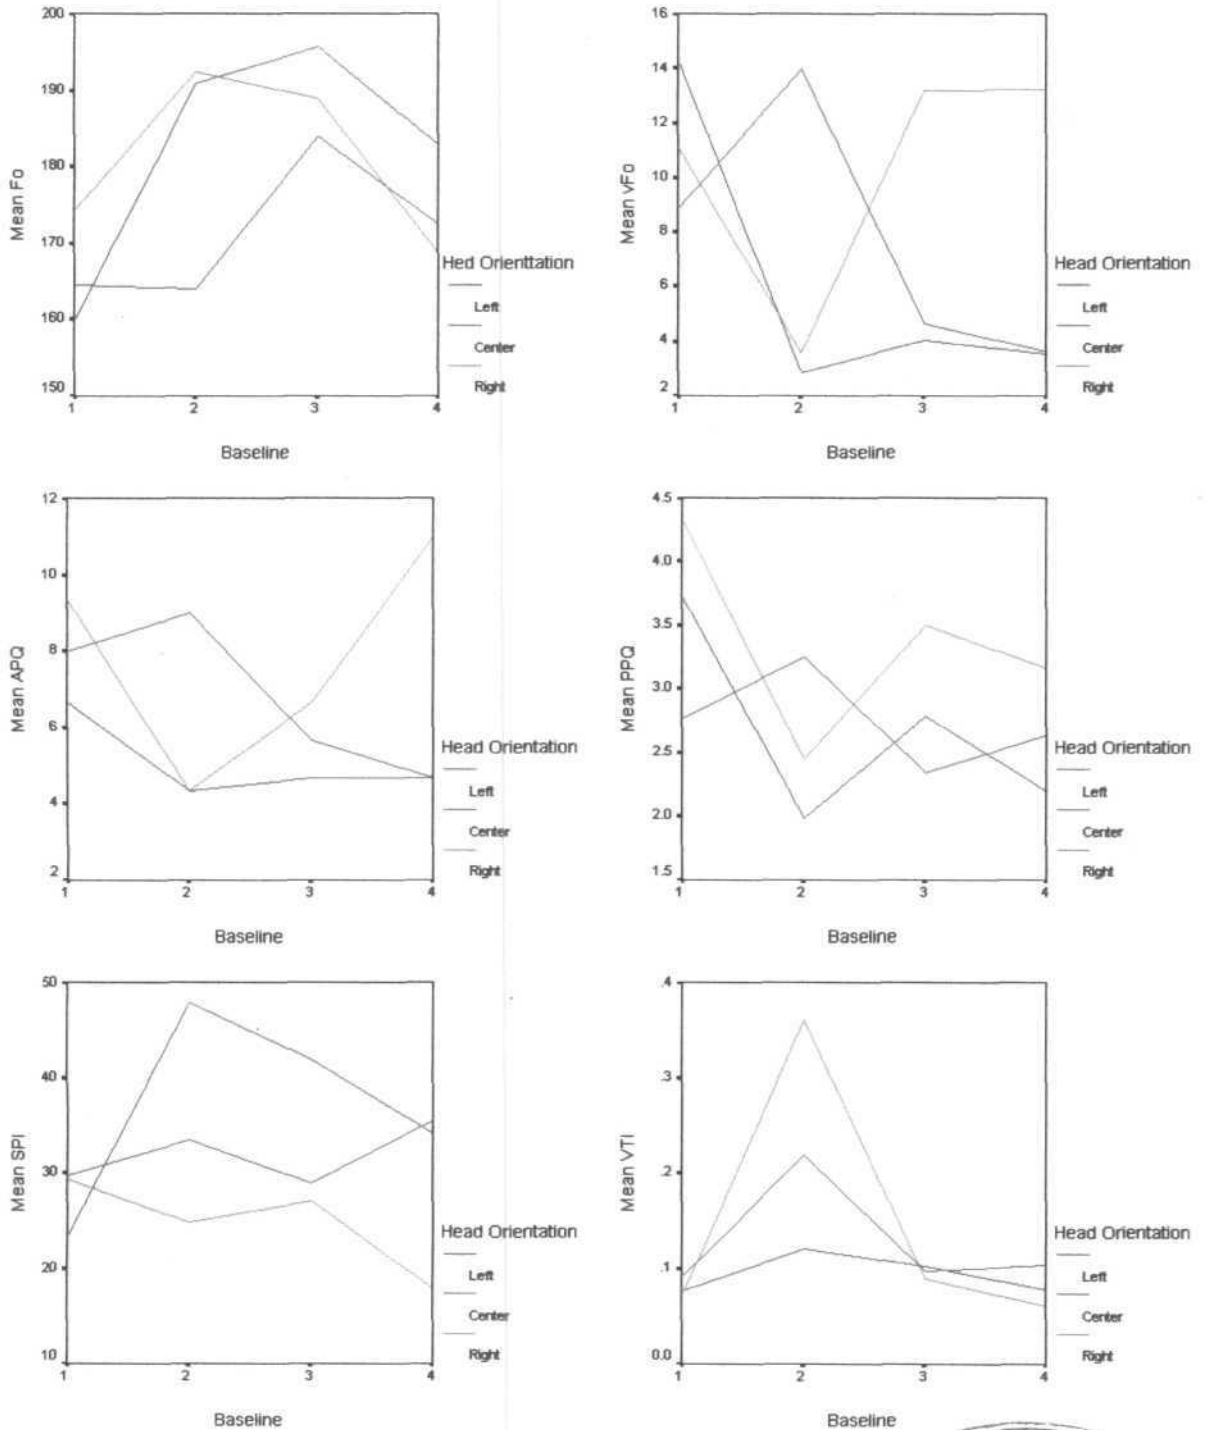 200
190
180
170
160
150
Mean Fo
1 2 3 4
Baseline
Hed Orienttation
Left
Center
Right
16
14
12
10
8
6
4
2
Mean vFo
1 2 3 4
Baseline
Head Orientation
Left
Center
Right
12
10
8
6
4
2
Mean APQ
1 2 3 4
Baseline
Head Orientation
Left
Center
Right
4.5
4.0
3.5
3.0
2.5
2.0
1.5
Mean PPQ
1 2 3 4
Baseline
Head Orientation
Left
Center
Right
50
40
30
20
10
Mean SPI
1 2 3 4
Baseline
Head Orientation
Left
Center
Right
.4
.3
.2
.1
0.0
Mean VTI
1 2 3 4
Baseline
Head Orientation
Left
Center
Right